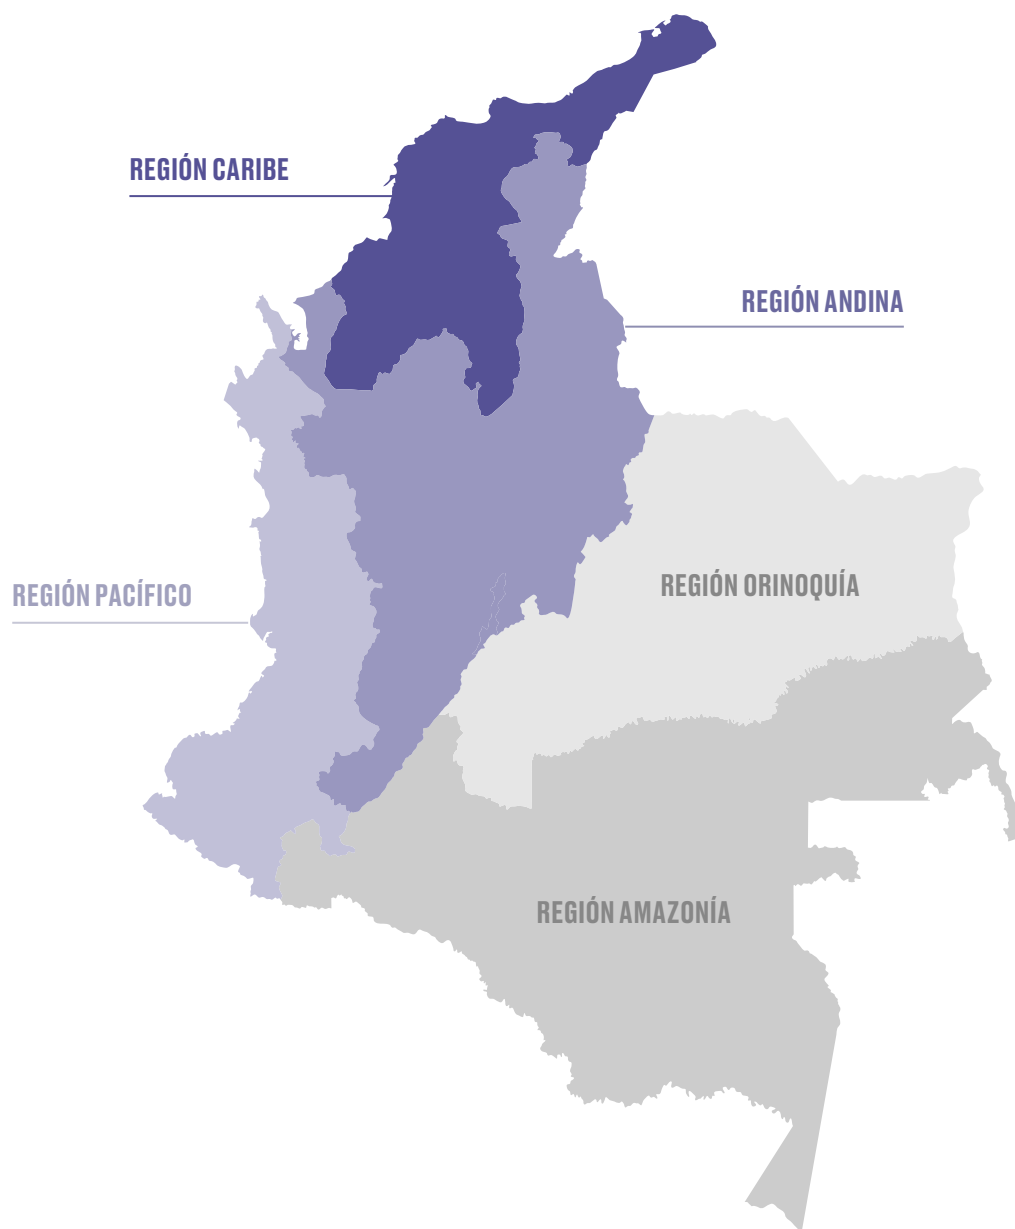 REGIÓN CARIBE
REGIÓN ANDINA
REGIÓN ORINOQUÍA
REGIÓN PACÍFICO
REGIÓN AMAZONÍA